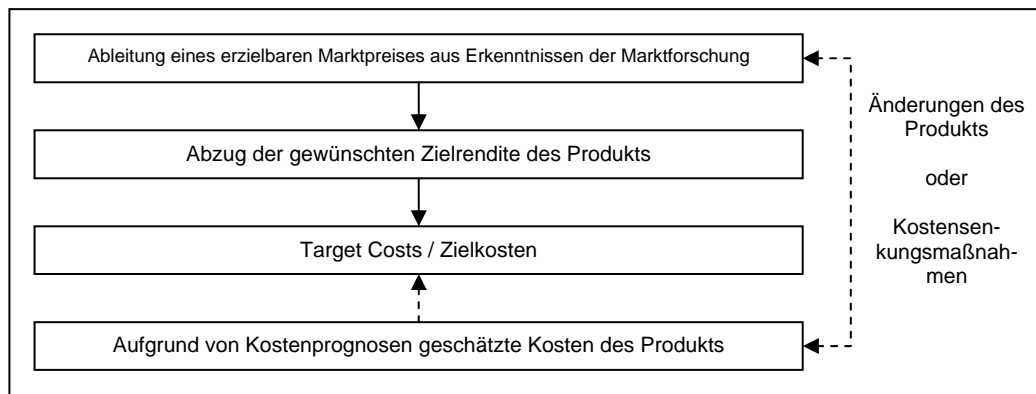 Ableitung eines erzielbaren Marktpreises aus Erkenntnissen der Marktforschung
Abzug der gewünschten Zielrendite des Produkts
Target Costs / Zielkosten
Aufgrund von Kostenprognosen geschätzte Kosten des Produkts
Änderungen des
Produkts
oder
Kostensen-
kungsmaßnah-
men